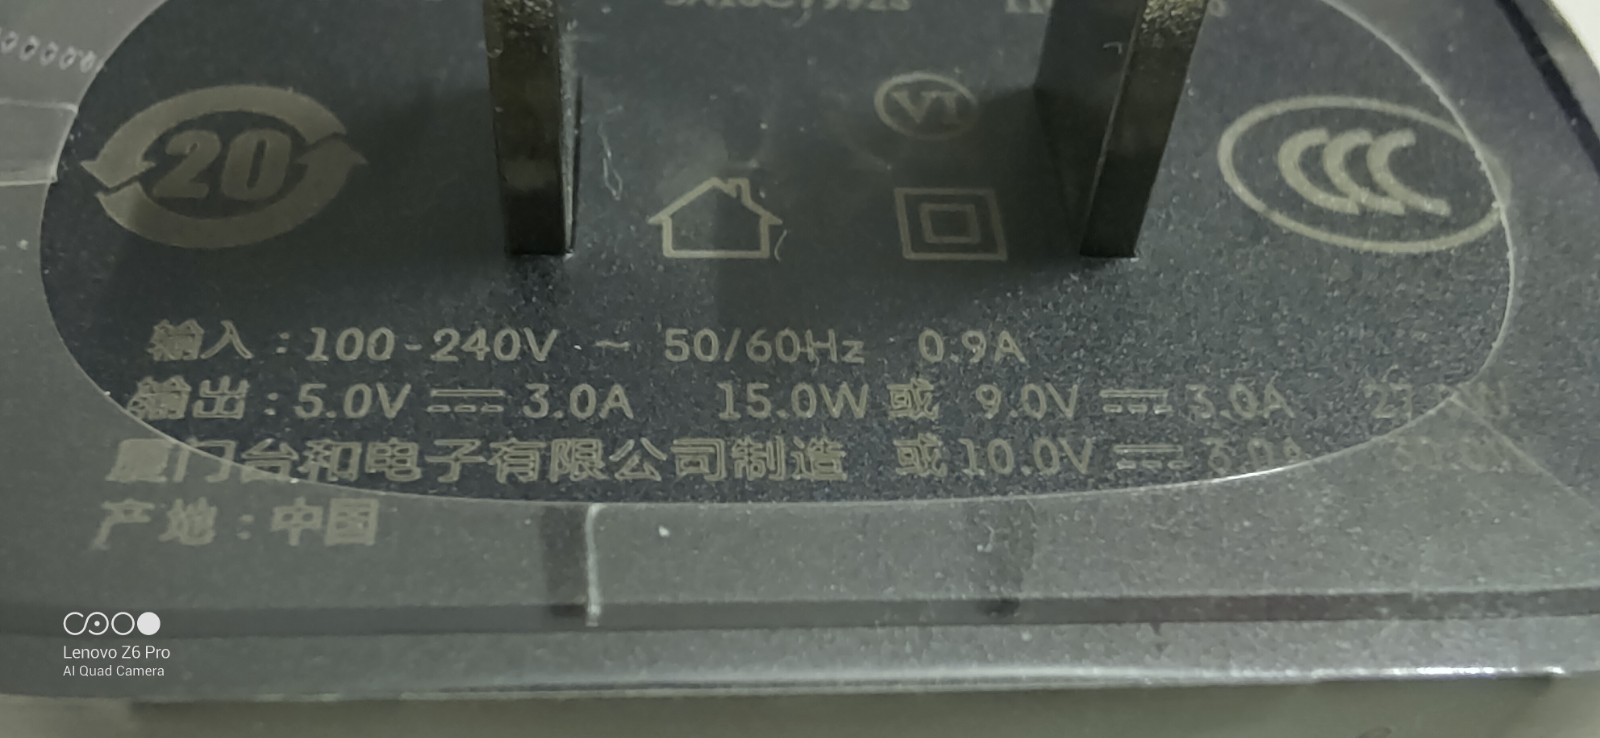 20
VI
CCC
输入：100-240V ~ 50/60Hz 0.9A
输出：5.0V ⎓ 3.0A 15.0W 或 9.0V ⎓ 3.0A
厦门台和电子有限公司制造 或10.0V ⎓ 3.0A
产地：中国
Lenovo Z6 Pro
AI Quad Camera